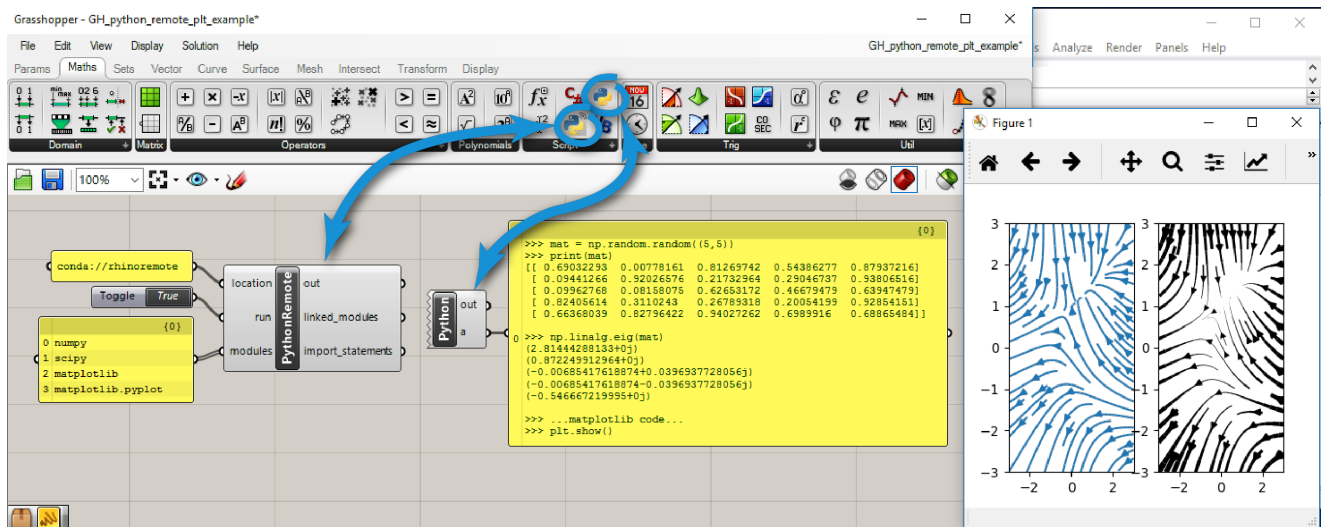 Grasshopper - GH_python_remote_plt_example*
File Edit View Display Solution Help
GH_python_remote_plt_example*
Analyze Render Panels Help
Params Maths Sets Vector Curve Surface Mesh Intersect Transform Display
Domain Matrix Operators Polynomials Script Trig Util
100%
conda://rhinoremote
Toggle True
{0}
0 numpy
1 scipy
2 matplotlib
3 matplotlib.pyplot
location
run
modules
PythonRemote
out
linked_modules
import_statements
Python
out
a
{0}
0
>>> mat = np.random.random((5,5))
>>> print(mat)
[[ 0.69032293 0.00778161 0.81269742 0.54386277 0.87937216]
[ 0.09441266 0.92026576 0.21732964 0.29046737 0.93806516]
[ 0.09962768 0.08158075 0.62653172 0.46679479 0.63947479]
[ 0.82405614 0.3110243 0.26789318 0.20054199 0.92854151]
[ 0.66368039 0.82796422 0.94027262 0.6989916 0.68865484]]
>>> np.linalg.eig(mat)
(2.81444288133+0j)
(0.872249912964+0j)
(-0.00685417618874+0.0396937728056j)
(-0.00685417618874-0.0396937728056j)
(-0.546667219995+0j)
>>> ...matplotlib code...
>>> plt.show()
Figure 1
3 3
2 2
1 1
0 0
−1 −1
−2 −2
−3 −3
−2 0 2 −2 0 2